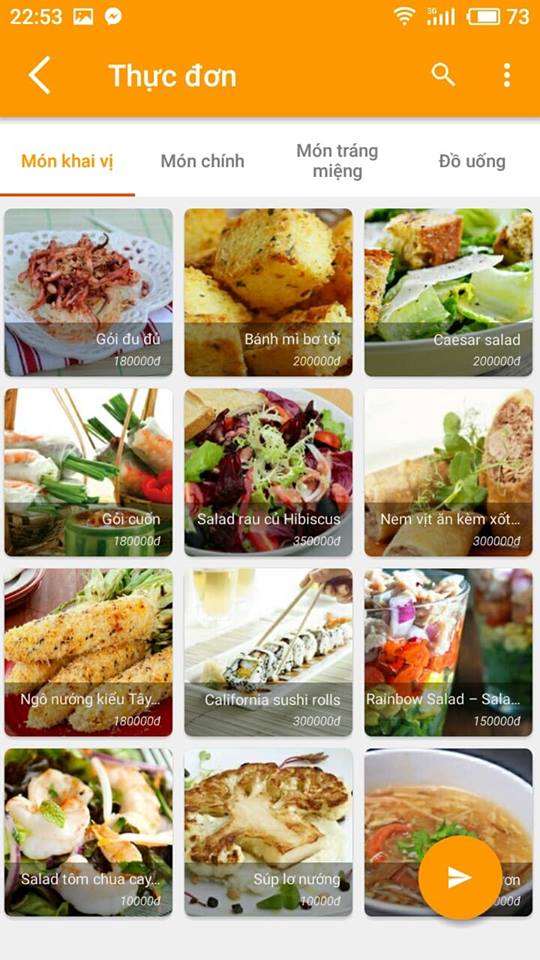 22:53
3G
73
Thực đơn
Món khai vị
Món chính
Món tráng
miệng
Đồ uống
Gỏi đu đủ
180000đ
Bánh mì bơ tỏi
200000đ
Caesar salad
200000đ
Gỏi cuốn
180000đ
Salad rau củ Hibiscus
350000đ
Nem vịt ăn kèm xốt...
300000đ
Ngô nướng kiểu Tây...
180000đ
California sushi rolls
300000đ
Rainbow Salad – Sala...
150000đ
Salad tôm chua cay...
10000đ
Súp lơ nướng
10000đ